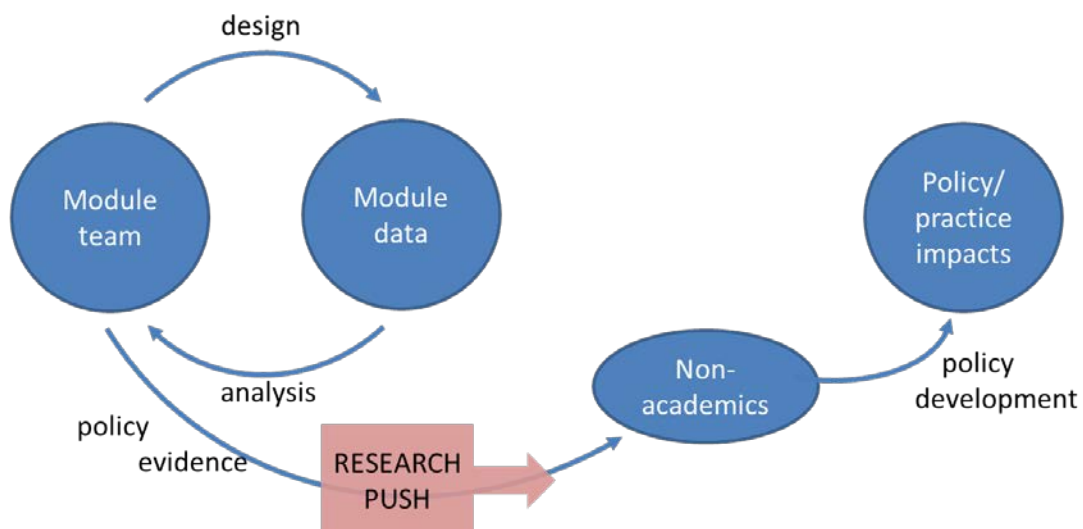 design
Module
team
Module
data
Policy/
practice
impacts
analysis
policy
evidence
RESEARCH
PUSH
Non-
academics
policy
development